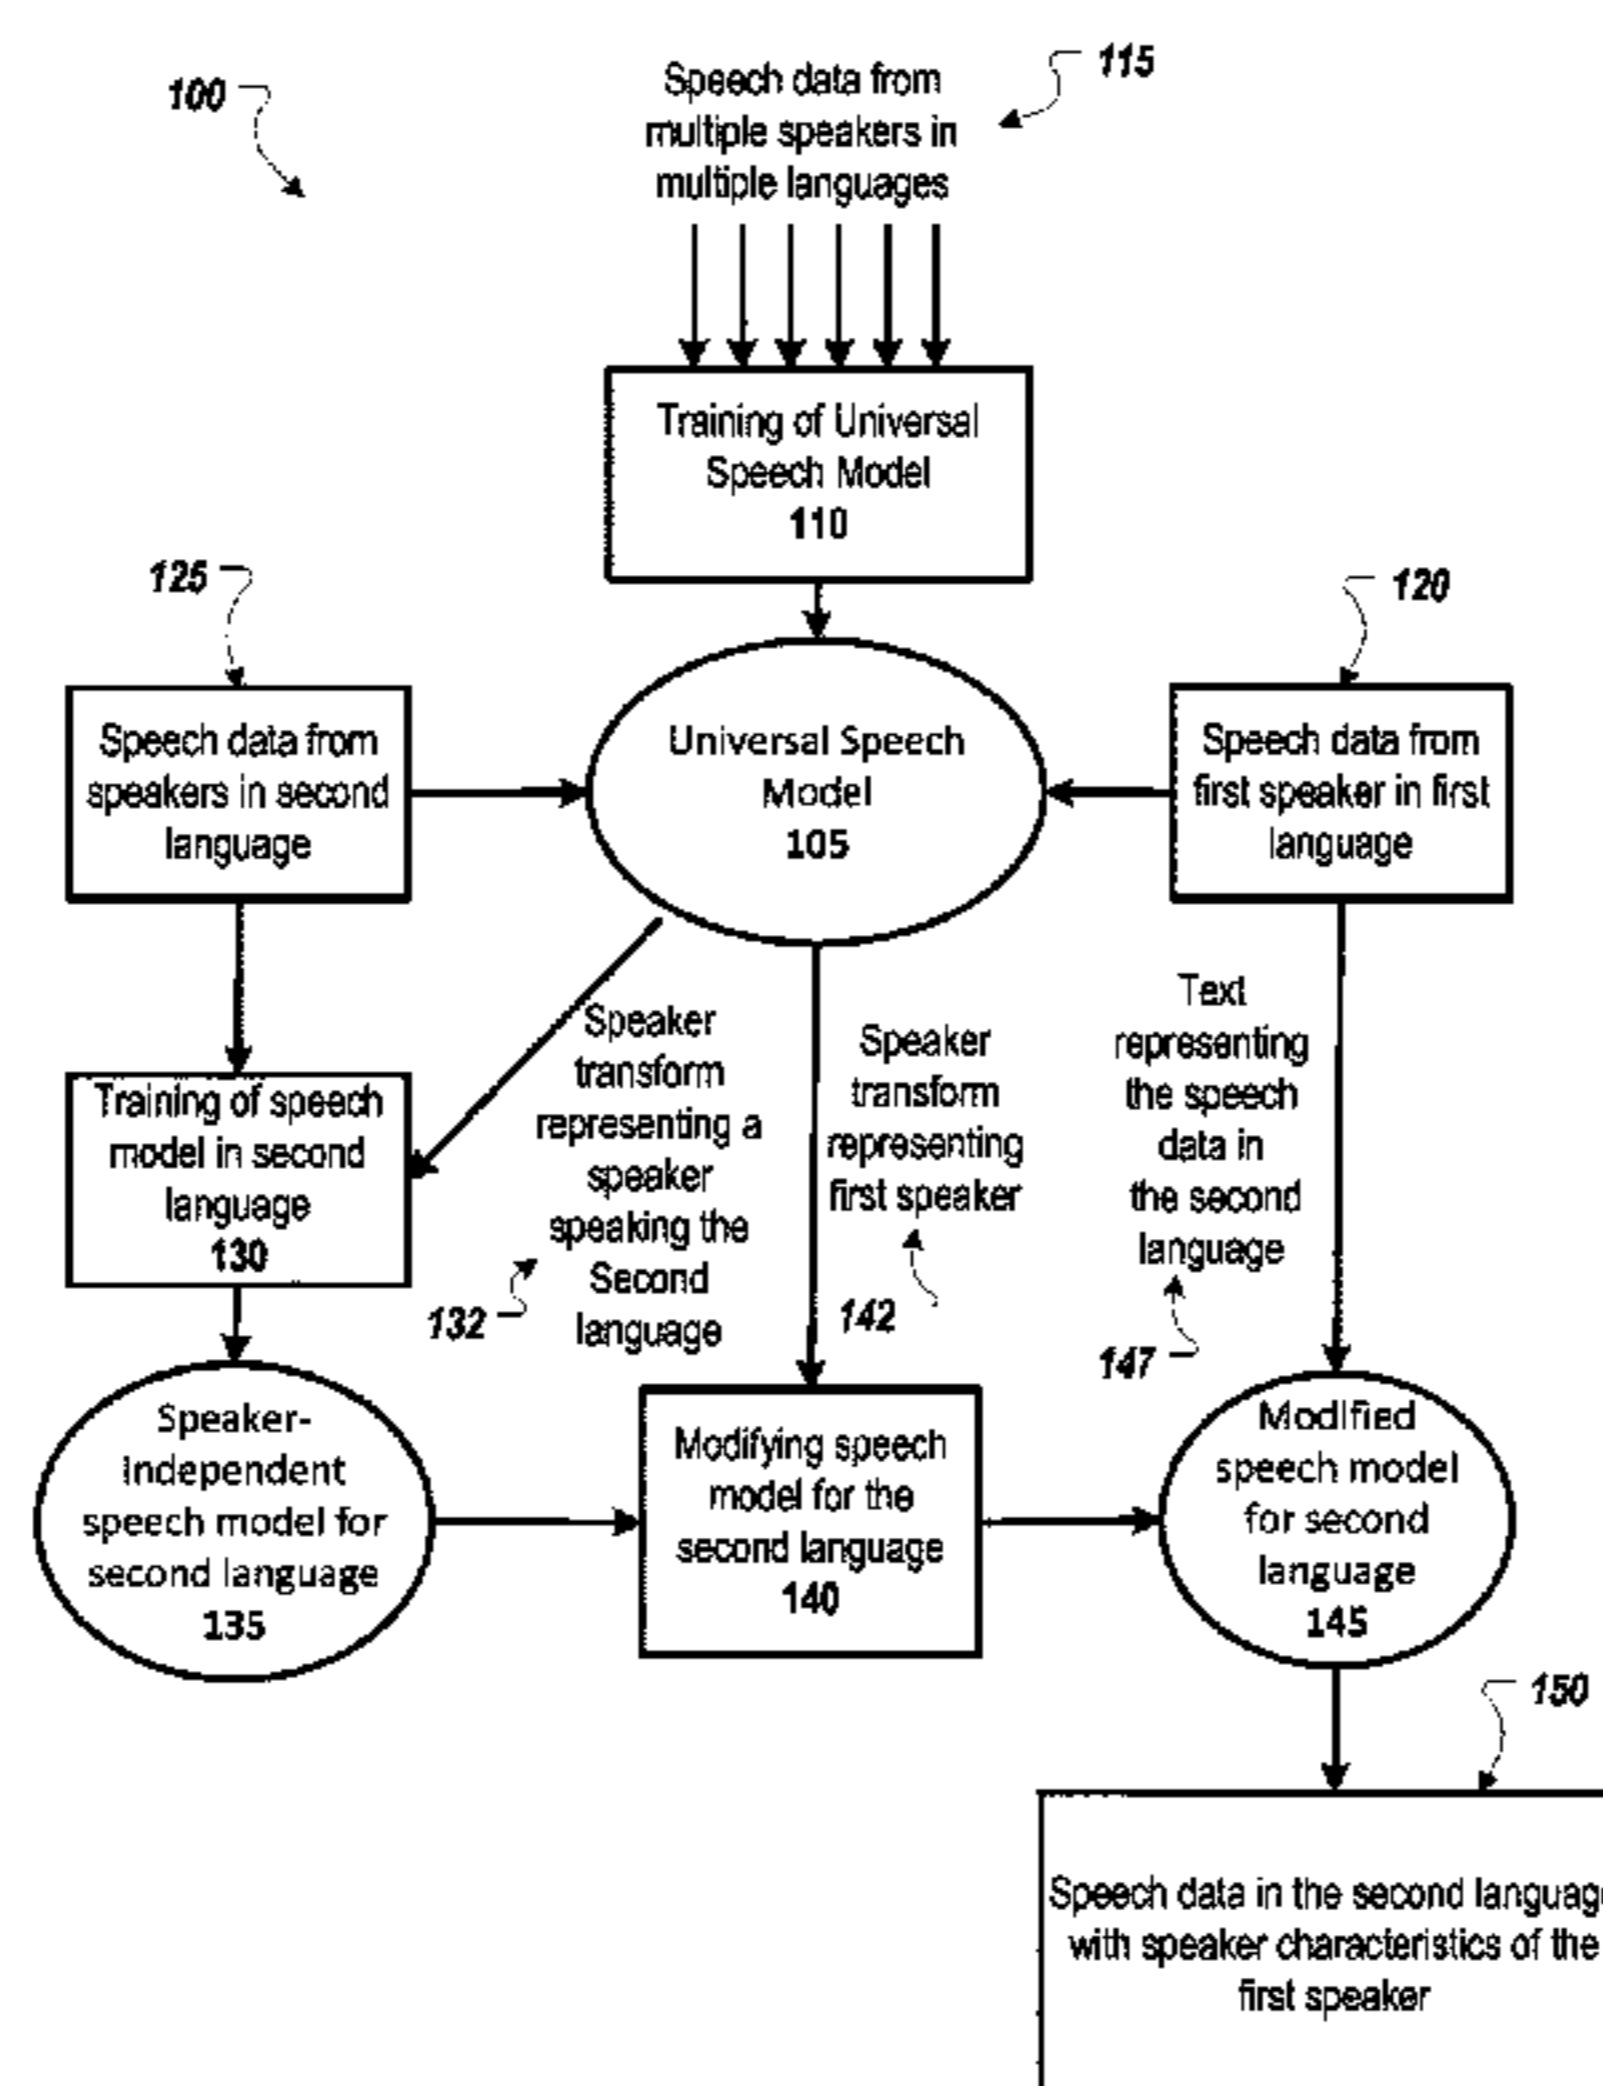 100
Speech data from
multiple speakers in
multiple languages
115
Training of Universal
Speech Model
110
125
120
Speech data from
speakers in second
language
Universal Speech
Model
105
Speech data from
first speaker in first
language
Speaker
transform
representing a
speaker
speaking the
Second
language
132
Speaker
transform
representing
first speaker
142
Text
representing
the speech
data in
the second
language
147
Training of speech
model in second
language
130
Speaker-
independent
speech model for
second language
135
Modifying speech
model for the
second language
140
Modified
speech model
for second
language
145
150
Speech data in the second language
with speaker characteristics of the
first speaker